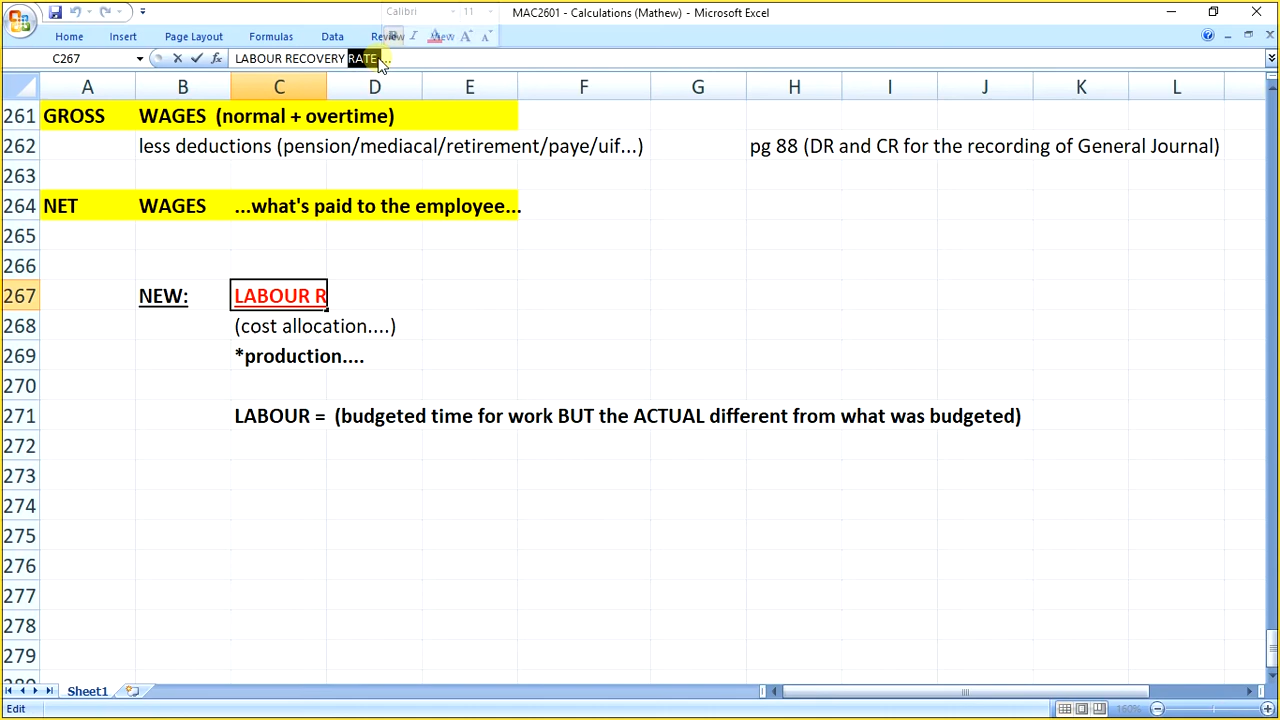 MAC2601 - Calculations (Mathew) - Microsoft Excel
Calibri 11
Home Insert Page Layout Formulas Data Review View
B I A A A
C267 LABOUR RECOVERY RATE ...
A B C D E F G H I J K L
261 GROSS WAGES (normal + overtime)
262 less deductions (pension/mediacal/retirement/paye/uif...) pg 88 (DR and CR for the recording of General Journal)
263
264 NET WAGES ...what's paid to the employee...
265
266
267 NEW: LABOUR R
268 (cost allocation....)
269 *production....
270
271 LABOUR = (budgeted time for work BUT the ACTUAL different from what was budgeted)
272
273
274
275
276
277
278
279
Sheet1
Edit 160%